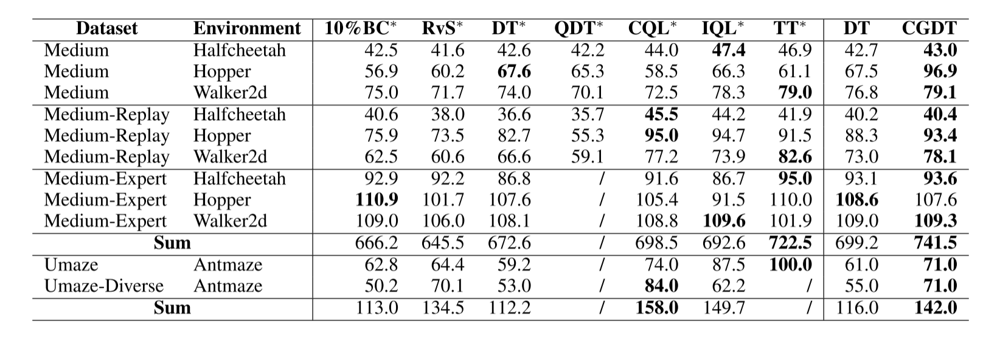 Dataset Environment 10%BC* RvS* DT* QDT* CQL* IQL* TT* DT CGDT
Medium Halfcheetah 42.5 41.6 42.6 42.2 44.0 47.4 46.9 42.7 43.0
Medium Hopper 56.9 60.2 67.6 65.3 58.5 66.3 61.1 67.5 96.9
Medium Walker2d 75.0 71.7 74.0 70.1 72.5 78.3 79.0 76.8 79.1
Medium-Replay Halfcheetah 40.6 38.0 36.6 35.7 45.5 44.2 41.9 40.2 40.4
Medium-Replay Hopper 75.9 73.5 82.7 55.3 95.0 94.7 91.5 88.3 93.4
Medium-Replay Walker2d 62.5 60.6 66.6 59.1 77.2 73.9 82.6 73.0 78.1
Medium-Expert Halfcheetah 92.9 92.2 86.8 / 91.6 86.7 95.0 93.1 93.6
Medium-Expert Hopper 110.9 101.7 107.6 / 105.4 91.5 110.0 108.6 107.6
Medium-Expert Walker2d 109.0 106.0 108.1 / 108.8 109.6 101.9 109.0 109.3
Sum 666.2 645.5 672.6 / 698.5 692.6 722.5 699.2 741.5
Umaze Antmaze 62.8 64.4 59.2 / 74.0 87.5 100.0 61.0 71.0
Umaze-Diverse Antmaze 50.2 70.1 53.0 / 84.0 62.2 / 55.0 71.0
Sum 113.0 134.5 112.2 / 158.0 149.7 / 116.0 142.0